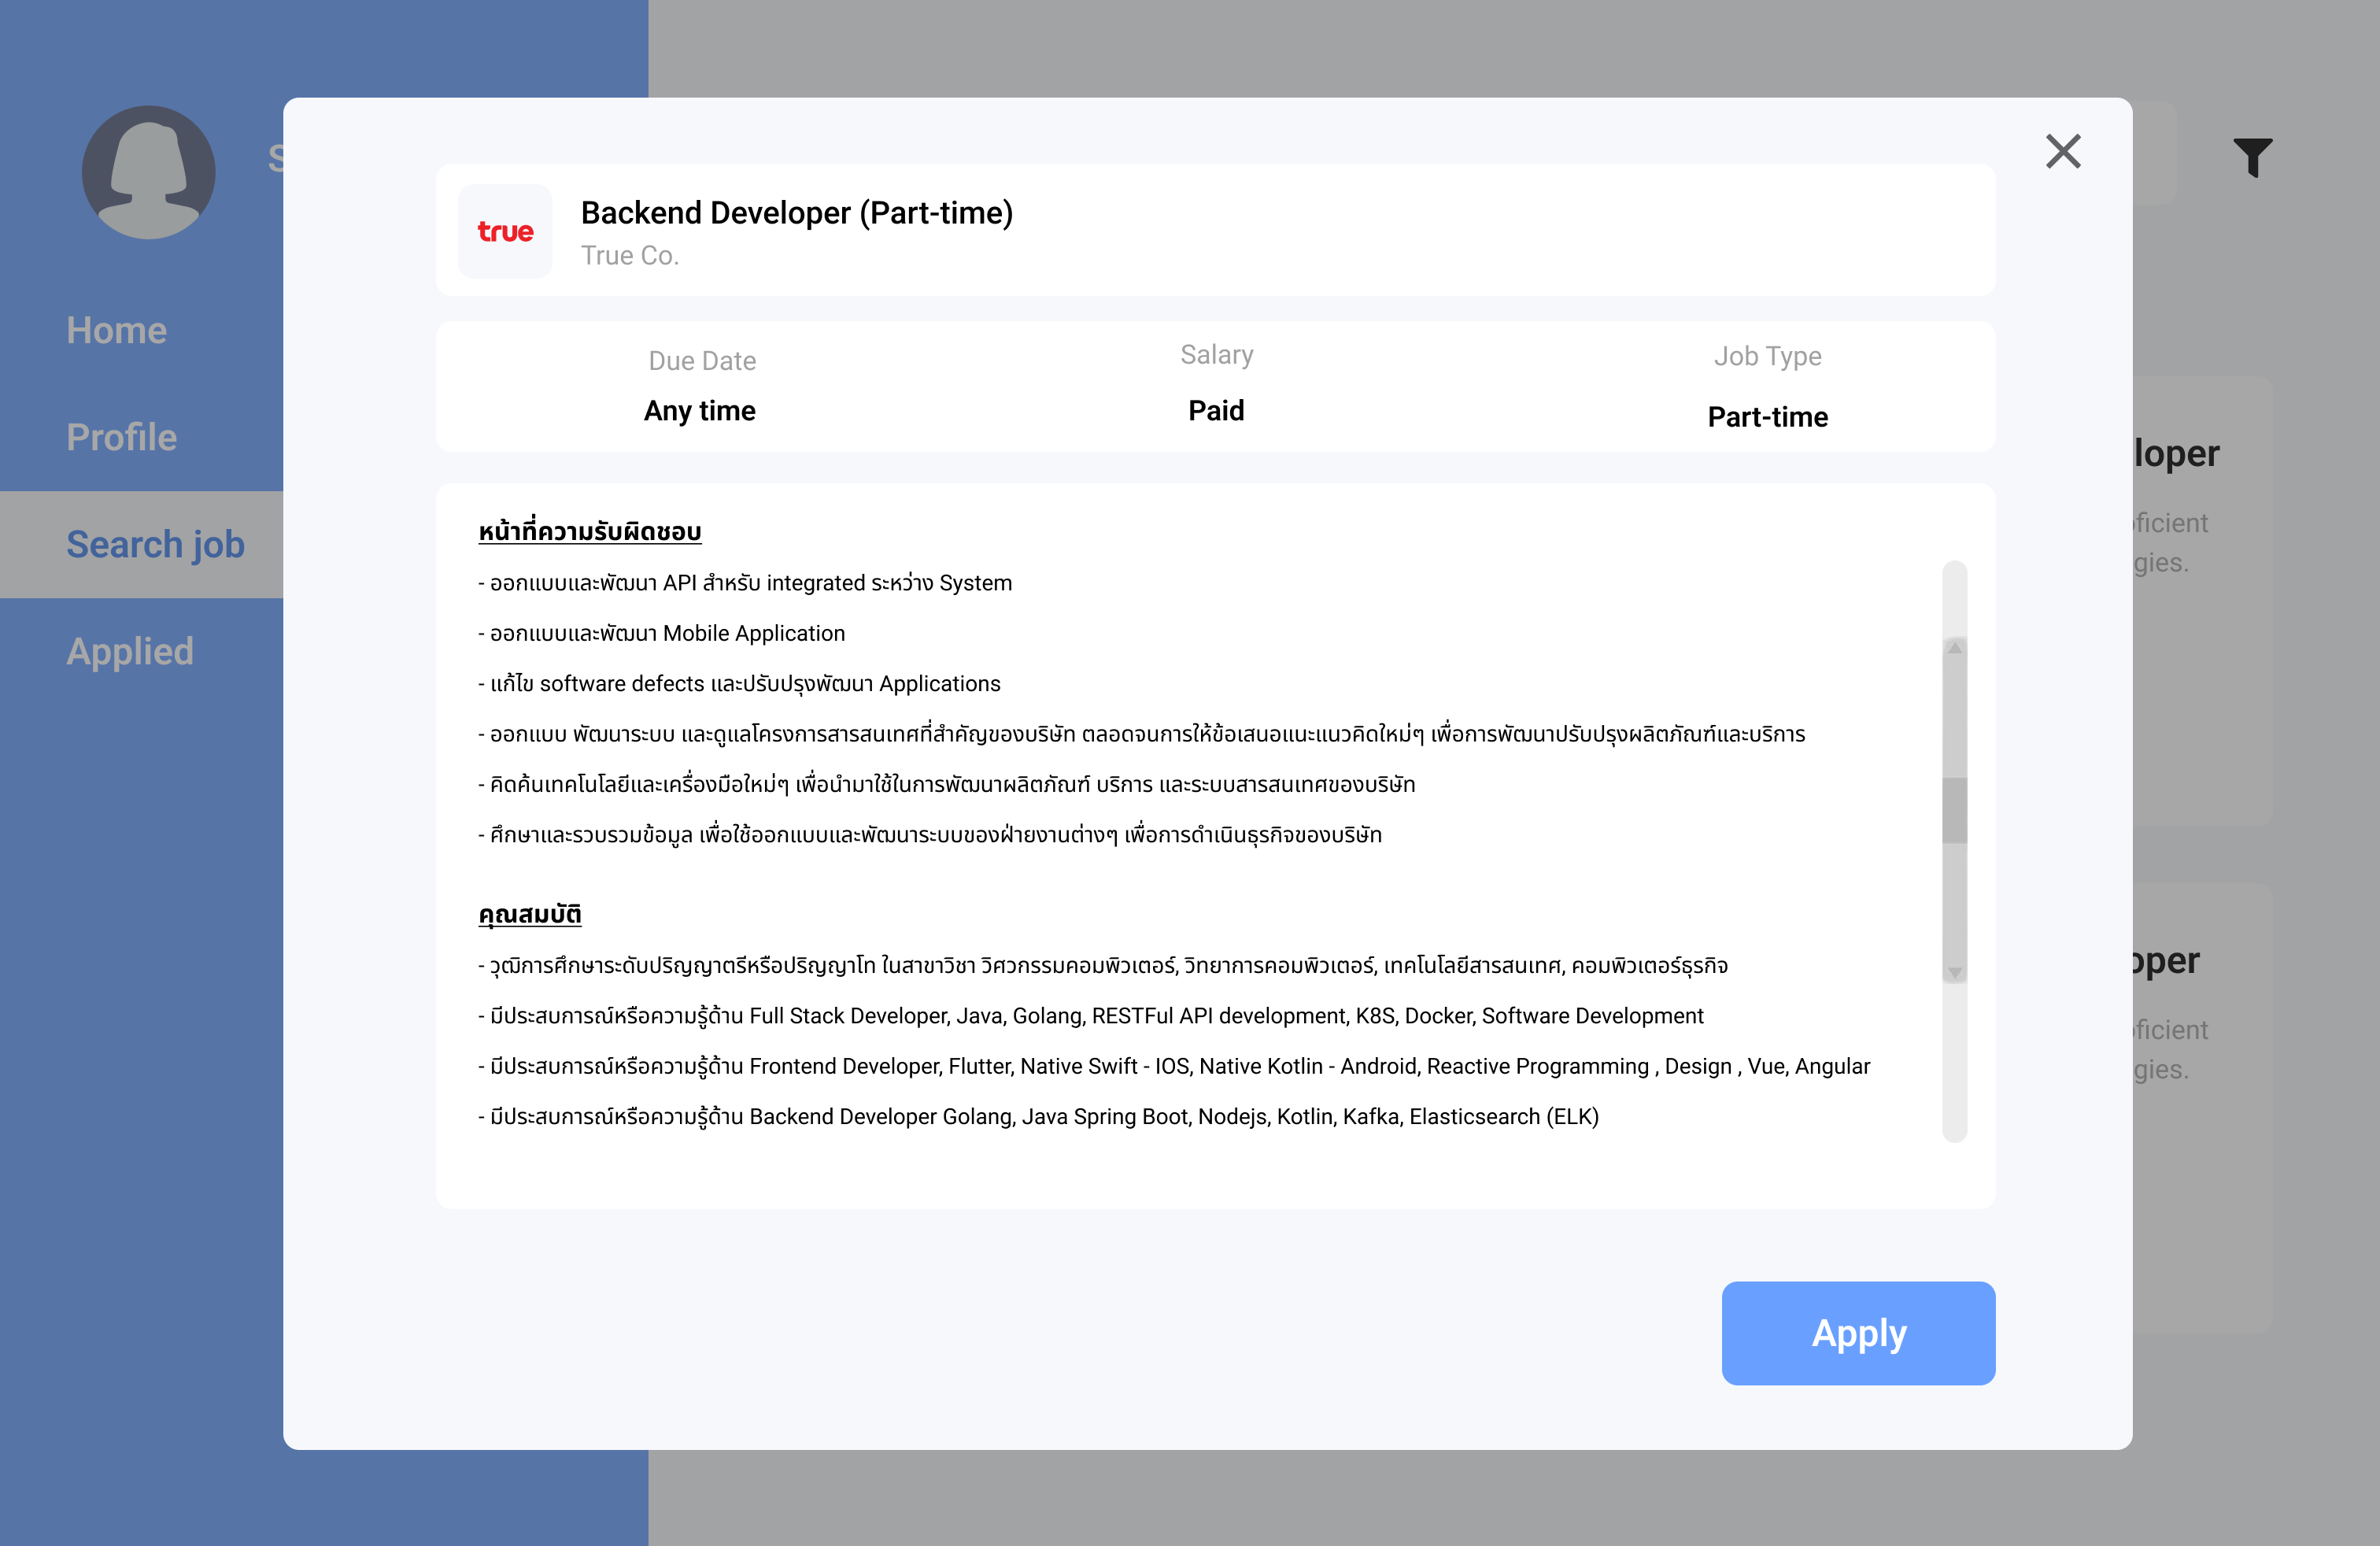 Home
Profile
Search job
Applied
true
Backend Developer (Part-time)
True Co.
Due Date
Any time
Salary
Paid
Job Type
Part-time
หน้าที่ความรับผิดชอบ
- ออกแบบและพัฒนา API สำหรับ integrated ระหว่าง System
- ออกแบบและพัฒนา Mobile Application
- แก้ไข software defects และปรับปรุงพัฒนา Applications
- ออกแบบ พัฒนาระบบ และดูแลโครงการสารสนเทศที่สำคัญของบริษัท ตลอดจนการให้ข้อเสนอแนะแนวคิดใหม่ๆ เพื่อการพัฒนาปรับปรุงผลิตภัณฑ์และบริการ
- คิดค้นเทคโนโลยีและเครื่องมือใหม่ๆ เพื่อนำมาใช้ในการพัฒนาผลิตภัณฑ์ บริการ และระบบสารสนเทศของบริษัท
- ศึกษาและรวบรวมข้อมูล เพื่อใช้ออกแบบและพัฒนาระบบของฝ่ายงานต่างๆ เพื่อการดำเนินธุรกิจของบริษัท
คุณสมบัติ
- วุฒิการศึกษาระดับปริญญาตรีหรือปริญญาโท ในสาขาวิชา วิศวกรรมคอมพิวเตอร์, วิทยาการคอมพิวเตอร์, เทคโนโลยีสารสนเทศ, คอมพิวเตอร์ธุรกิจ
- มีประสบการณ์หรือความรู้ด้าน Full Stack Developer, Java, Golang, RESTFul API development, K8S, Docker, Software Development
- มีประสบการณ์หรือความรู้ด้าน Frontend Developer, Flutter, Native Swift - IOS, Native Kotlin - Android, Reactive Programming , Design , Vue, Angular
- มีประสบการณ์หรือความรู้ด้าน Backend Developer Golang, Java Spring Boot, Nodejs, Kotlin, Kafka, Elasticsearch (ELK)
Apply
loper
ficient
gies.
oper
ficient
gies.